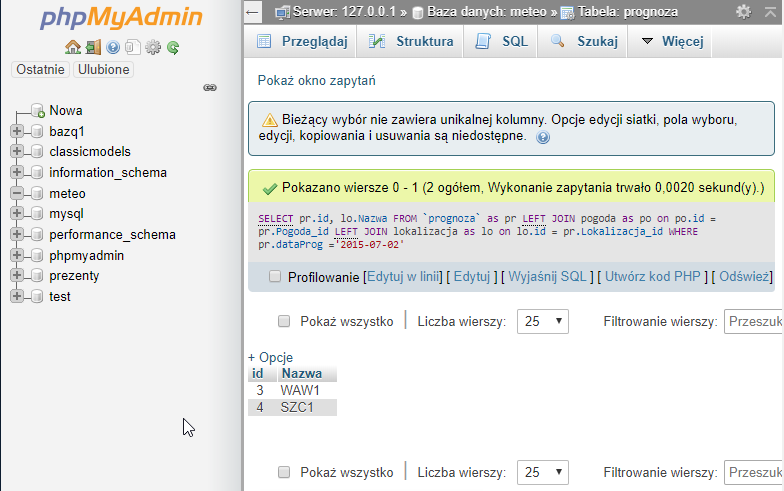 phpMyAdmin
Ostatnie Ulubione
Nowa
bazq1
classicmodels
information_schema
meteo
mysql
performance_schema
phpmyadmin
prezenty
test
Serwer: 127.0.0.1 » Baza danych: meteo » Tabela: prognoza
Przeglądaj Struktura SQL Szukaj Więcej
Pokaż okno zapytań
Bieżący wybór nie zawiera unikalnej kolumny. Opcje edycji siatki, pola wyboru,
edycji, kopiowania i usuwania są niedostępne.
Pokazano wiersze 0 - 1 (2 ogółem, Wykonanie zapytania trwało 0,0020 sekund(y).)
SELECT pr.id, lo.Nazwa FROM `prognoza` as pr LEFT JOIN pogoda as po on po.id =
pr.Pogoda_id LEFT JOIN lokalizacja as lo on lo.id = pr.Lokalizacja_id WHERE
pr.dataProg ='2015-07-02'
Profilowanie [Edytuj w linii] [ Edytuj ] [ Wyjaśnij SQL ] [ Utwórz kod PHP ] [ Odśwież]
Pokaż wszystko | Liczba wierszy: 25 Filtrowanie wierszy: Przeszuk
+ Opcje
id Nazwa
3 WAW1
4 SZC1
Pokaż wszystko | Liczba wierszy: 25 Filtrowanie wierszy: Przeszuk